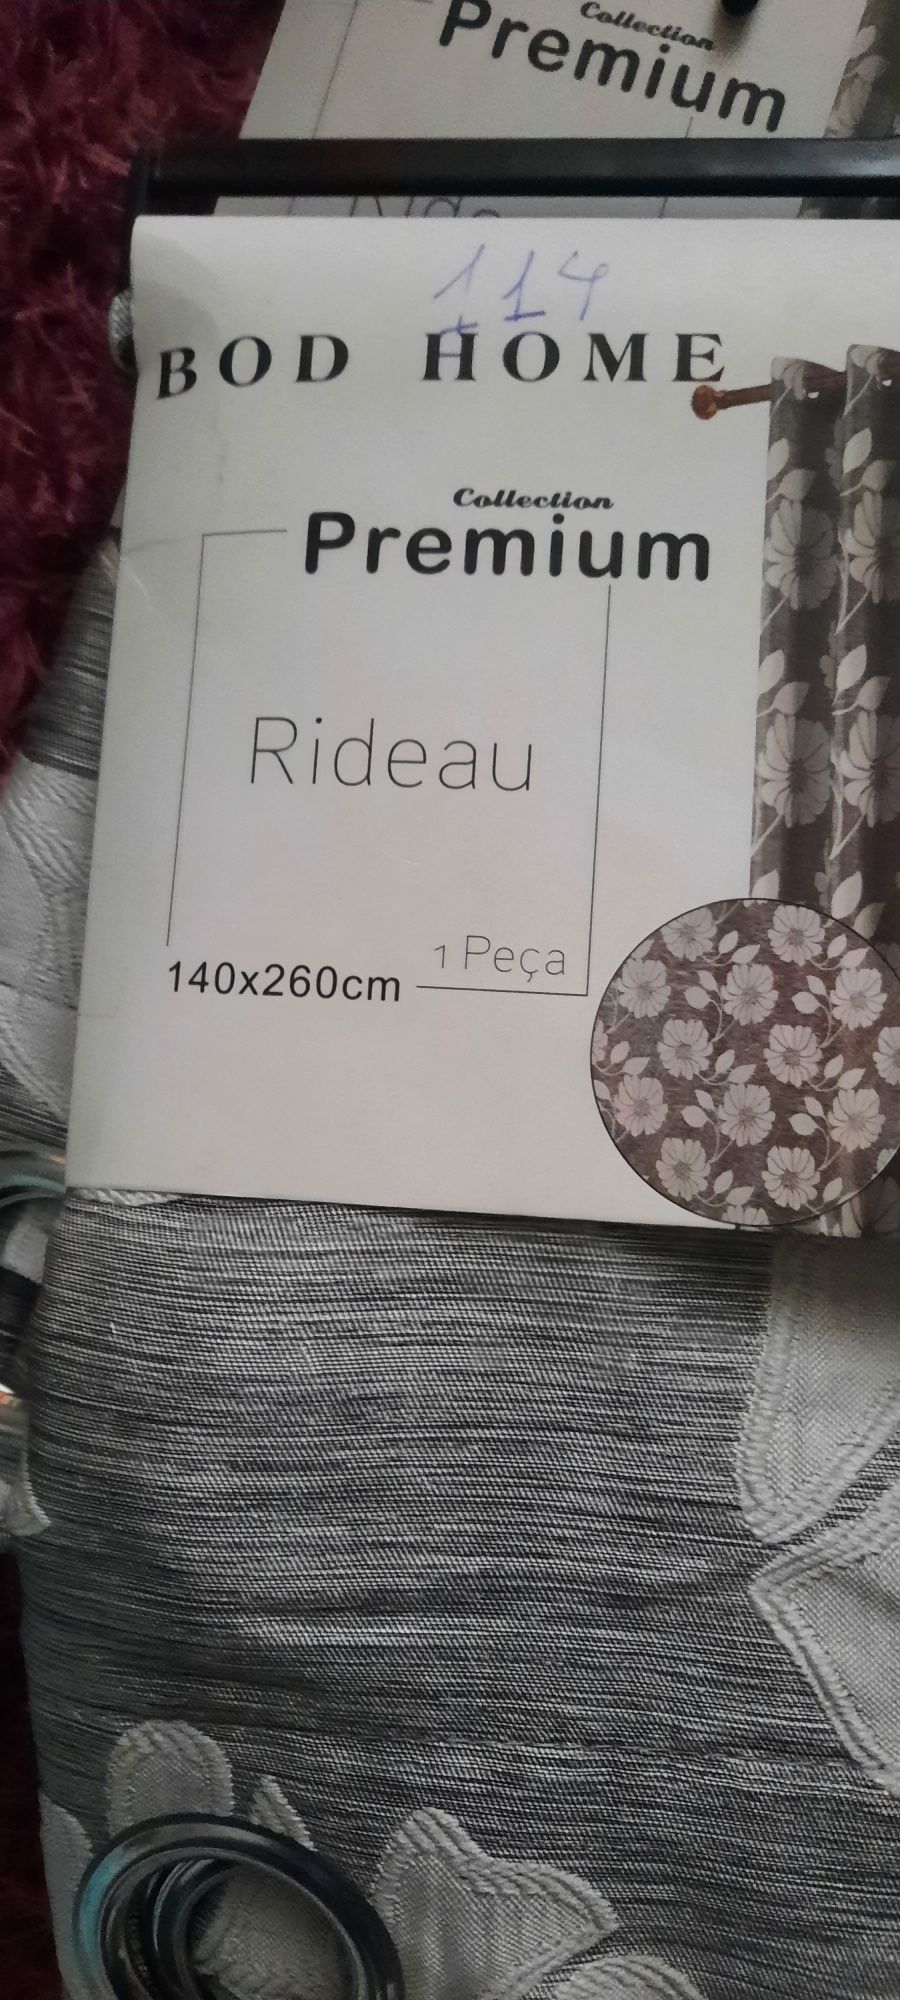 Collection
Premium
114
BOD HOME
Collection
Premium
Rideau
1 Peça
140x260cm